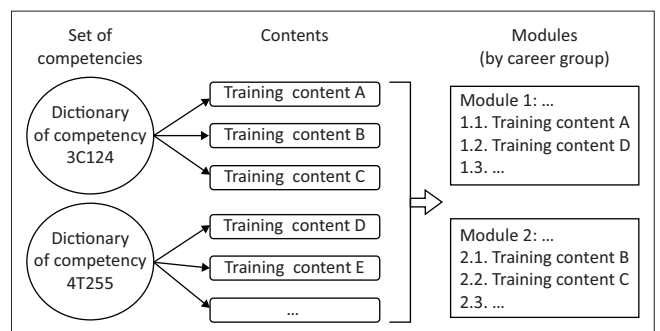 Set of
competencies
Contents
Modules
(by career group)
Dictionary
of competency
3C124
Training content A
Training content B
Training content C
Dictionary
of competency
4T255
Training content D
Training content E
...
Module 1: ...
1.1. Training content A
1.2. Training content D
1.3. ...
Module 2: ...
2.1. Training content B
2.2. Training content C
2.3. ...